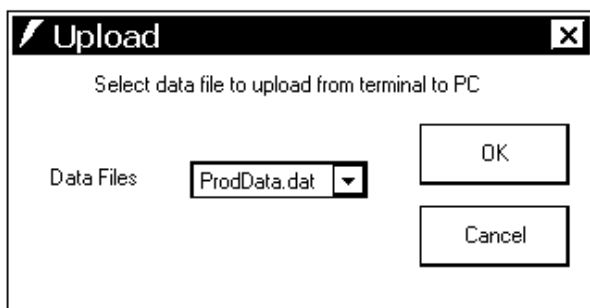 Upload
Select data file to upload from terminal to PC
OK
Data Files
ProdData.dat
Cancel